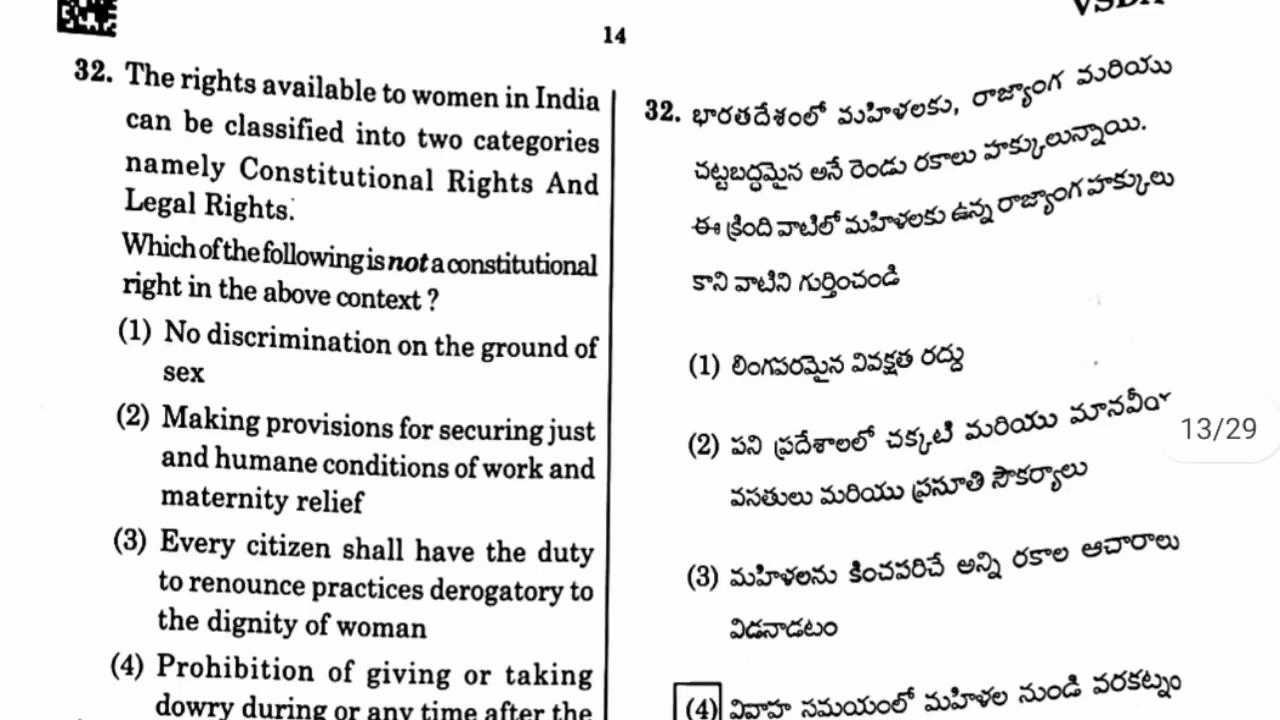 14
32. The rights available to women in India
can be classified into two categories
namely Constitutional Rights And
Legal Rights.
Which of the following is not a constitutional
right in the above context ?
(1) No discrimination on the ground of
sex
(2) Making provisions for securing just
and humane conditions of work and
maternity relief
(3) Every citizen shall have the duty
to renounce practices derogatory to
the dignity of woman
(4) Prohibition of giving or taking
dowry during or any time after the
32. భారతదేశంలో మహిళలకు, రాజ్యాంగ మరియు
చట్టబద్ధమైన అనే రెండు రకాలు హక్కులున్నాయి.
ఈ క్రింది వాటిలో మహిళలకు ఉన్న రాజ్యాంగ హక్కులు
కాని వాటిని గుర్తించండి
(1) లింగపరమైన వివక్షత రద్దు
(2) పని ప్రదేశాలలో చక్కటి మరియు మానవీయ
వసతులు మరియు ప్రసూతి సౌకర్యాలు
(3) మహిళలను కించపరిచే అన్ని రకాల ఆచారాలు
విడనాడటం
(4) వివాహ సమయంలో మహిళల నుండి వరకట్నం
13/29